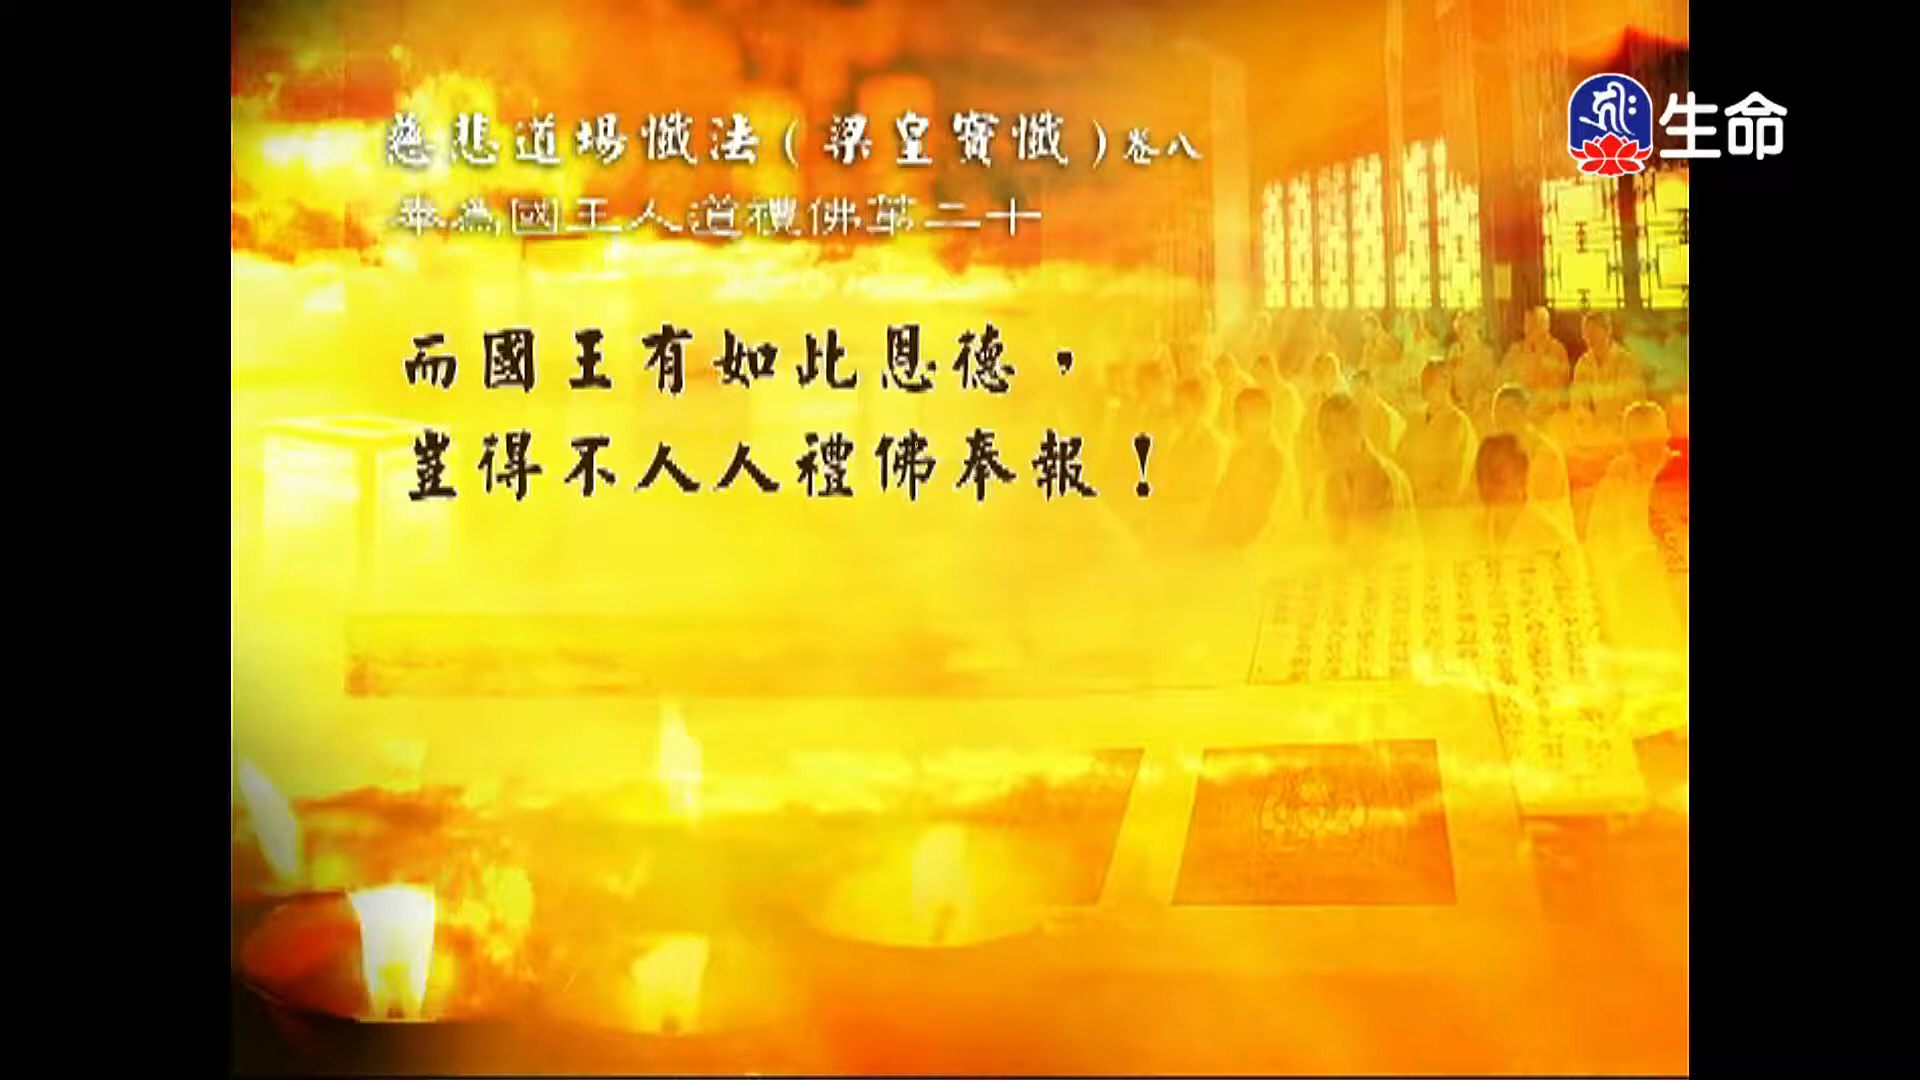 慈悲道場懺法(梁皇寶懺)卷八
奉為國王人道禮佛第二十
而國王有如此恩德，
豈得不人人禮佛奉報！
生命